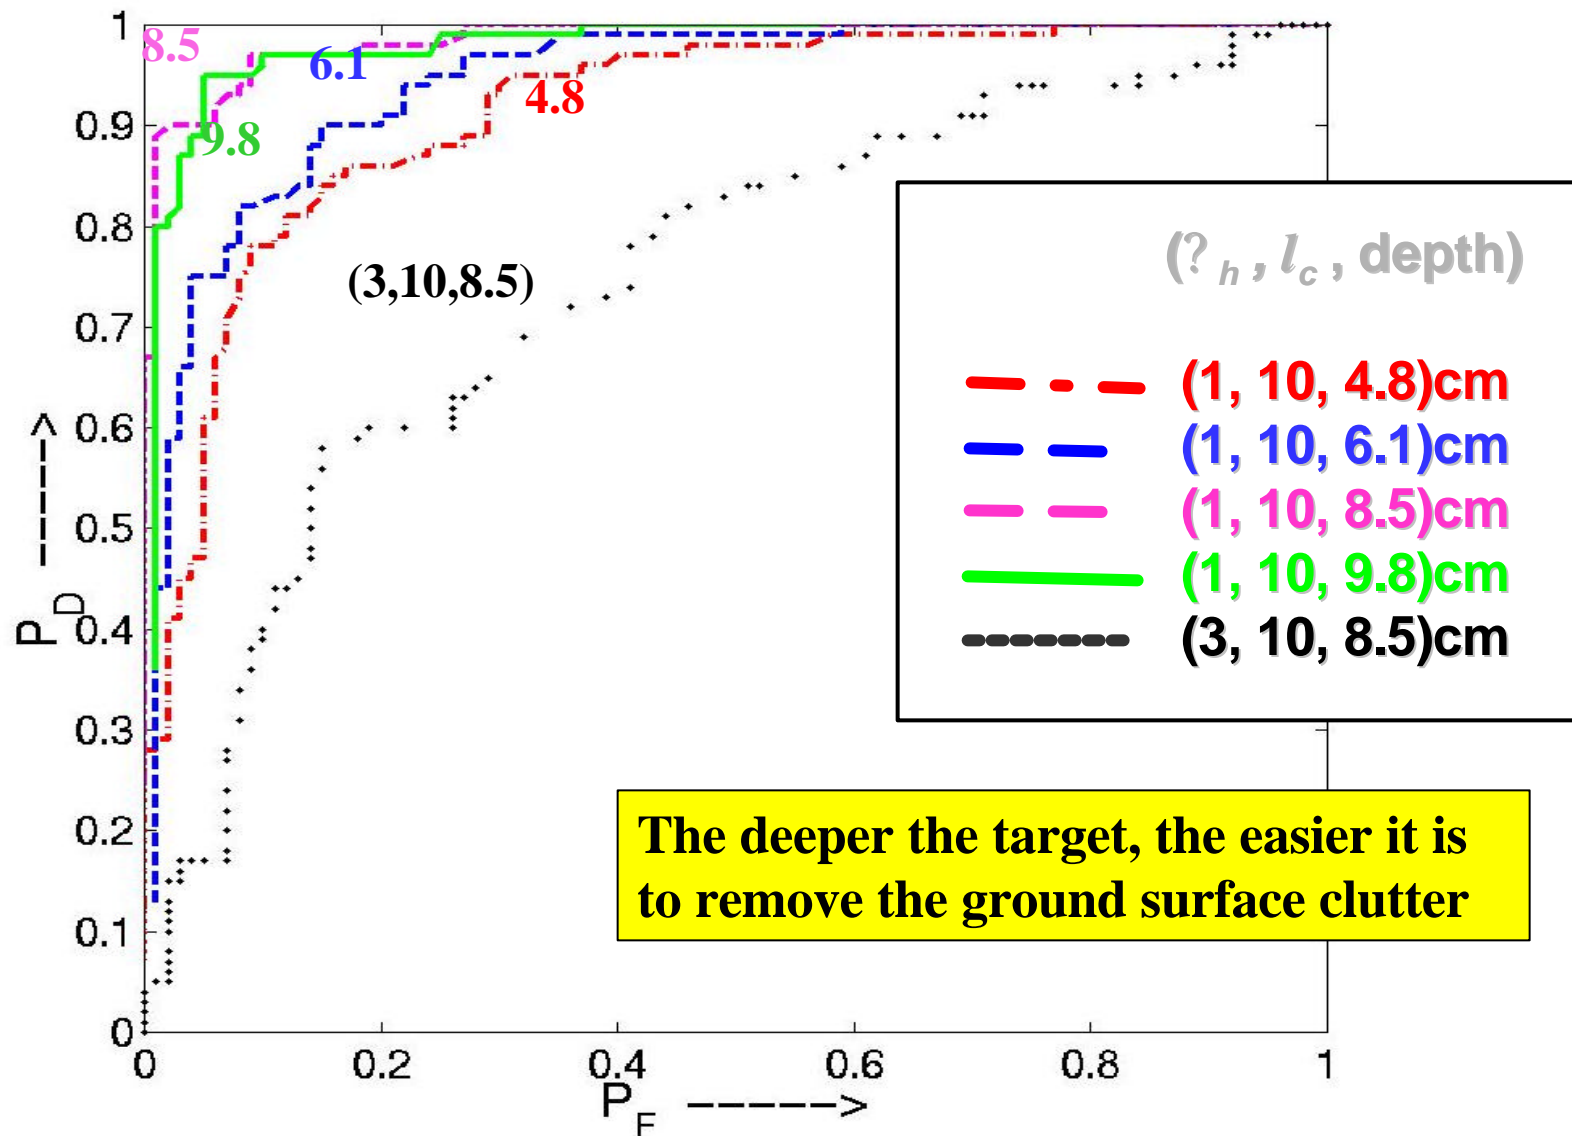 1
0.9
0.8
0.7
0.6
0.5
0.4
0.3
0.2
0.1
0
P_D ----->
8.5
6.1
9.8
4.8
(3,10,8.5)
(?_h , l_c , depth)
(1, 10, 4.8)cm
(1, 10, 6.1)cm
(1, 10, 8.5)cm
(1, 10, 9.8)cm
(3, 10, 8.5)cm
The deeper the target, the easier it is
to remove the ground surface clutter
0 0.2 0.4 0.6 0.8 1
P_F ------>